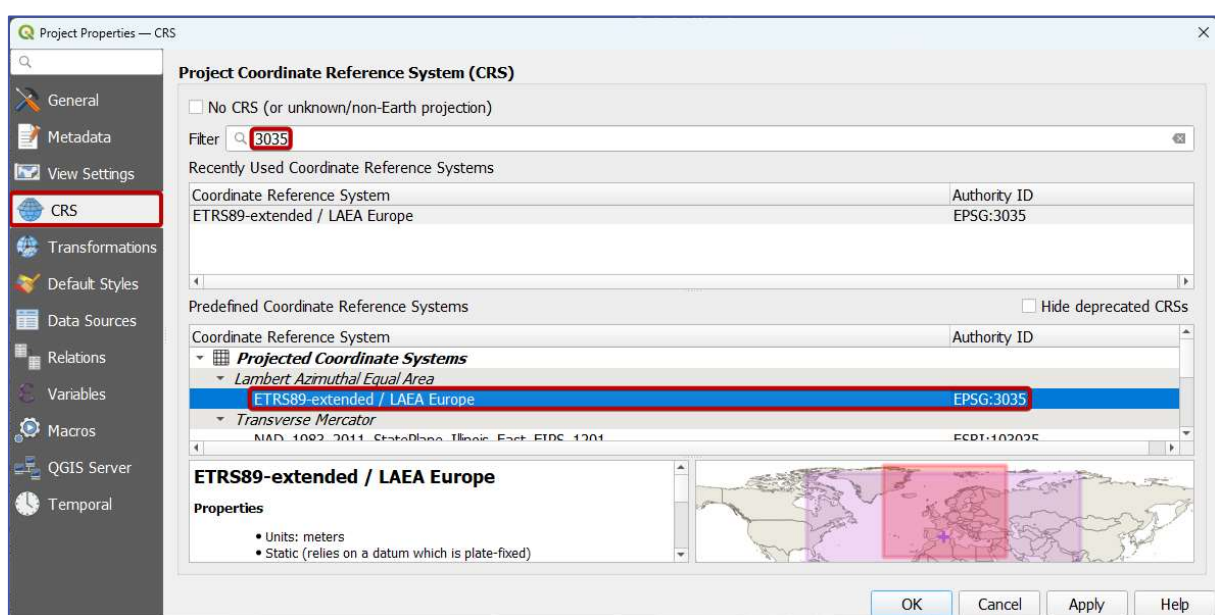 Project Properties — CRS
General
Metadata
View Settings
CRS
Transformations
Default Styles
Data Sources
Relations
Variables
Macros
QGIS Server
Temporal
Project Coordinate Reference System (CRS)
No CRS (or unknown/non-Earth projection)
Filter 3035
Recently Used Coordinate Reference Systems
Coordinate Reference System Authority ID
ETRS89-extended / LAEA Europe EPSG:3035
Predefined Coordinate Reference Systems Hide deprecated CRSs
Coordinate Reference System Authority ID
Projected Coordinate Systems
Lambert Azimuthal Equal Area
ETRS89-extended / LAEA Europe EPSG:3035
Transverse Mercator
NAD_1983_2011_StatePlane_Illinois_East_FIPS_1201 ESRI:103035
ETRS89-extended / LAEA Europe
Properties
• Units: meters
• Static (relies on a datum which is plate-fixed)
OK Cancel Apply Help